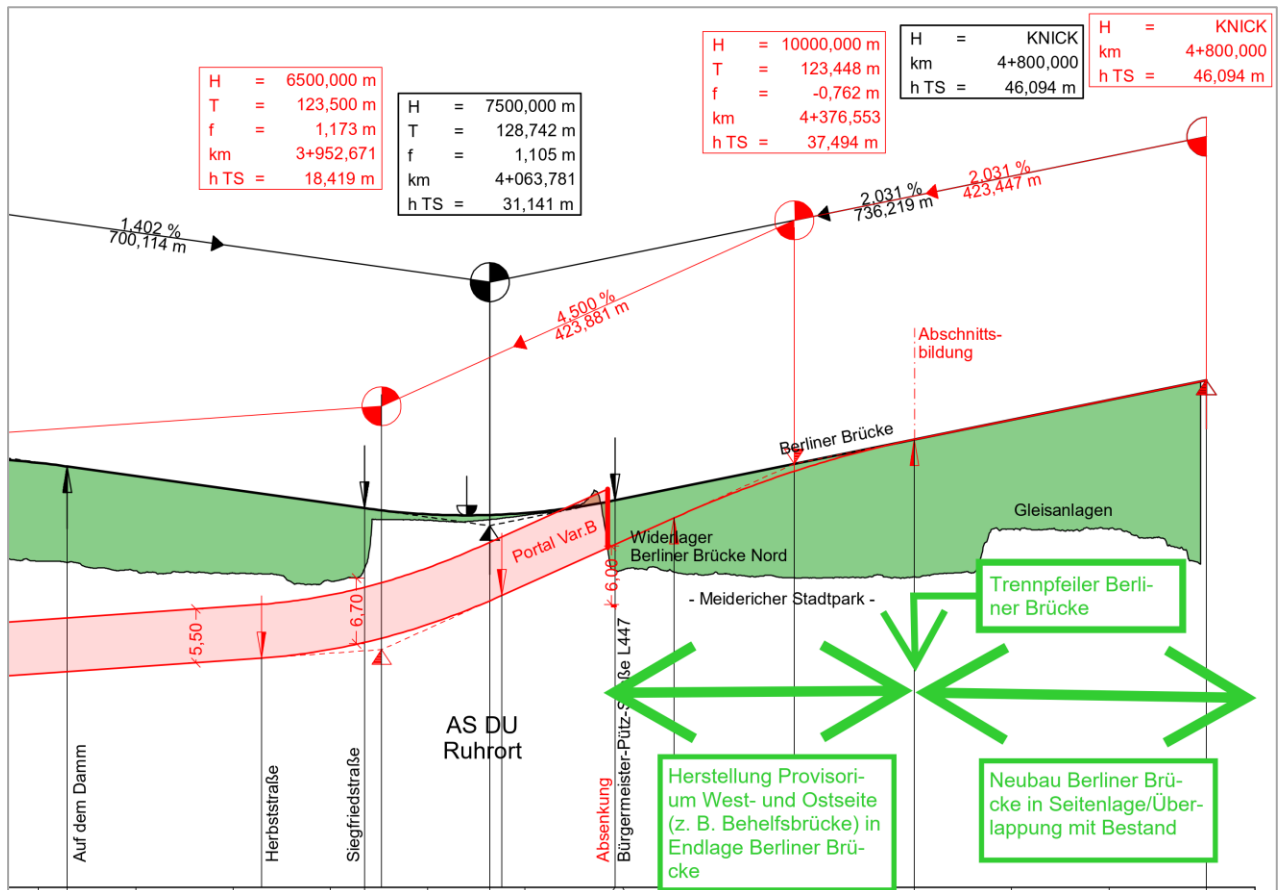 H = 6500,000 m
T = 123,500 m
f = 1,173 m
km 3+952,671
h TS = 18,419 m
H = 7500,000 m
T = 128,742 m
f = 1,105 m
km 4+063,781
h TS = 31,141 m
H = 10000,000 m
T = 123,448 m
f = -0,762 m
km 4+376,553
h TS = 37,494 m
H = KNICK
km 4+800,000
h TS = 46,094 m
H = KNICK
km 4+800,000
h TS = 46,094 m
1,402 %
700,114 m
2,031 %
736,219 m
2,031 %
423,447 m
4,500 %
423,881 m
Abschnitts-
bildung
Berliner Brücke
Portal Var.B
Widerlager
Berliner Brücke Nord
Gleisanlagen
5,50
6,70
6,00
- Meidericher Stadtpark -
Trennpfeiler Berli-
ner Brücke
AS DU
Ruhrort
Auf dem Damm
Herbststraße
Siegfriedstraße
Absenkung
Bürgermeister-Pütz-Straße L447
Herstellung Provisori-
um West- und Ostseite
(z. B. Behelfsbrücke) in
Endlage Berliner Brü-
cke
Neubau Berliner Brü-
cke in Seitenlage/Über-
lappung mit Bestand